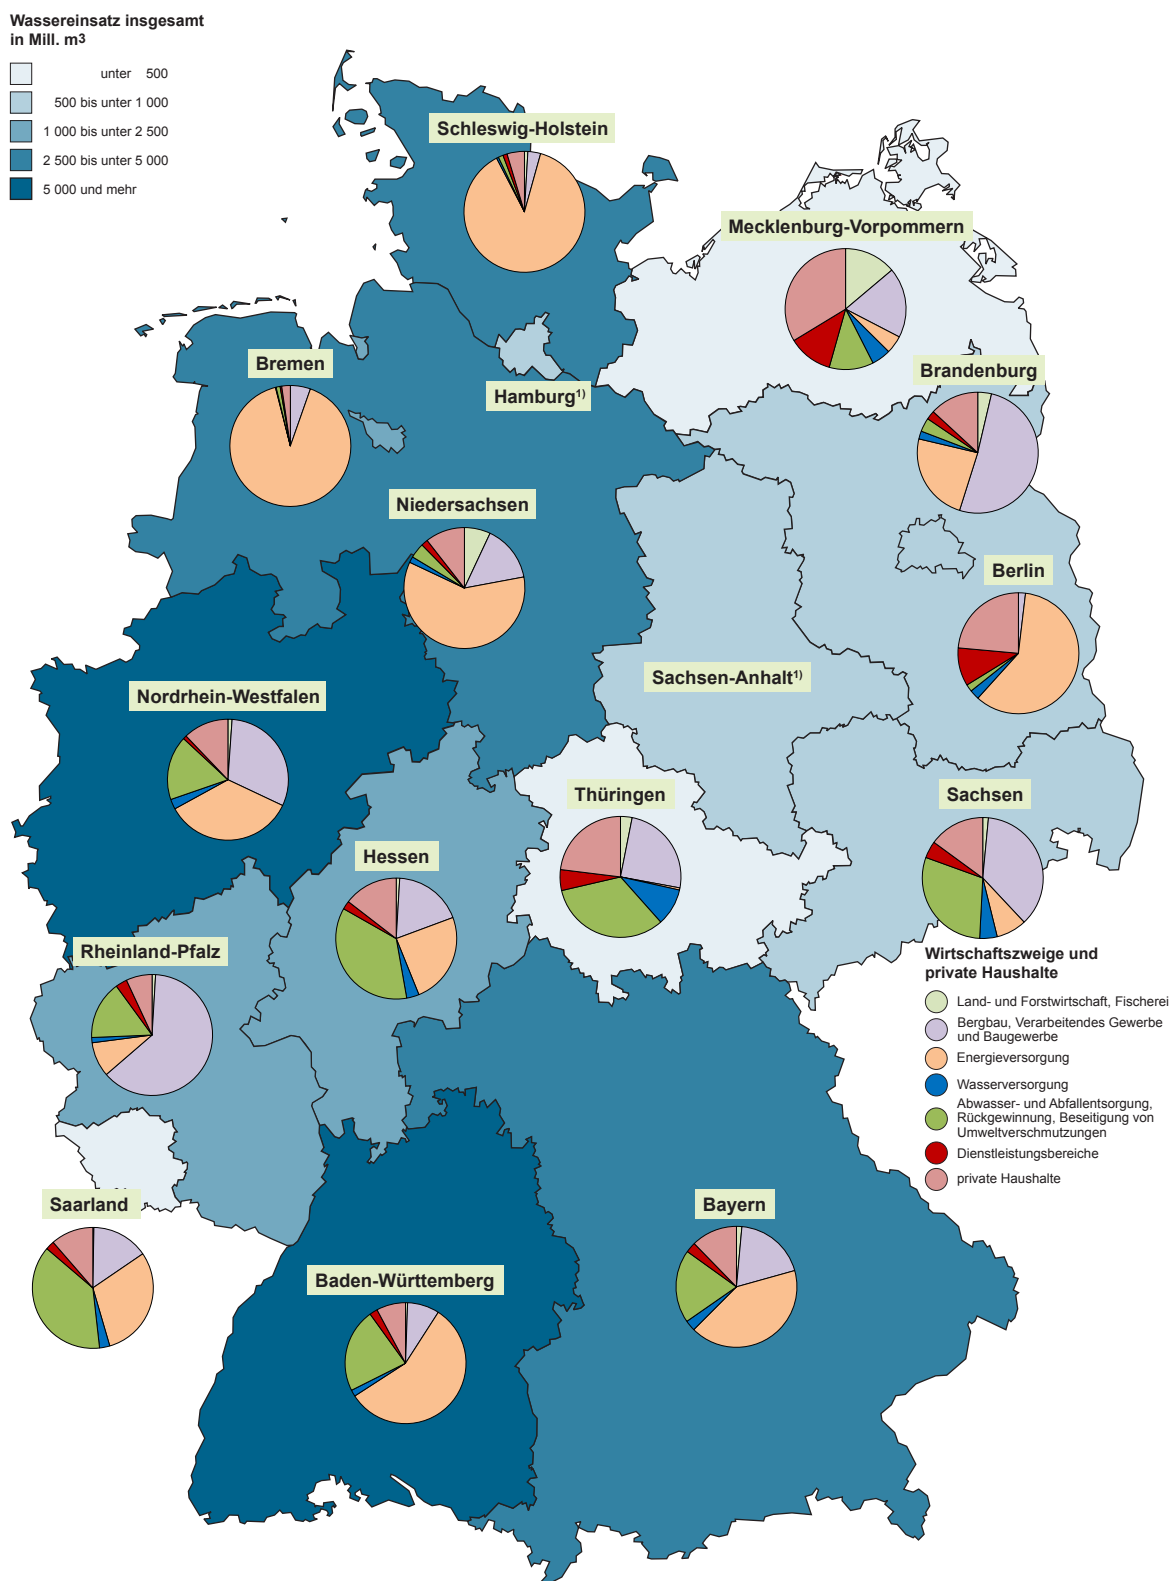 Wassereinsatz insgesamt
in Mill. m³
unter 500
500 bis unter 1 000
1 000 bis unter 2 500
2 500 bis unter 5 000
5 000 und mehr
Schleswig-Holstein
Mecklenburg-Vorpommern
Bremen
Hamburg¹⁾
Brandenburg
Niedersachsen
Berlin
Sachsen-Anhalt¹⁾
Nordrhein-Westfalen
Thüringen
Sachsen
Hessen
Rheinland-Pfalz
Wirtschaftszweige und
private Haushalte
Land- und Forstwirtschaft, Fischerei
Bergbau, Verarbeitendes Gewerbe
und Baugewerbe
Energieversorgung
Wasserversorgung
Abwasser- und Abfallentsorgung,
Rückgewinnung, Beseitigung von
Umweltverschmutzungen
Dienstleistungsbereiche
private Haushalte
Saarland
Bayern
Baden-Württemberg